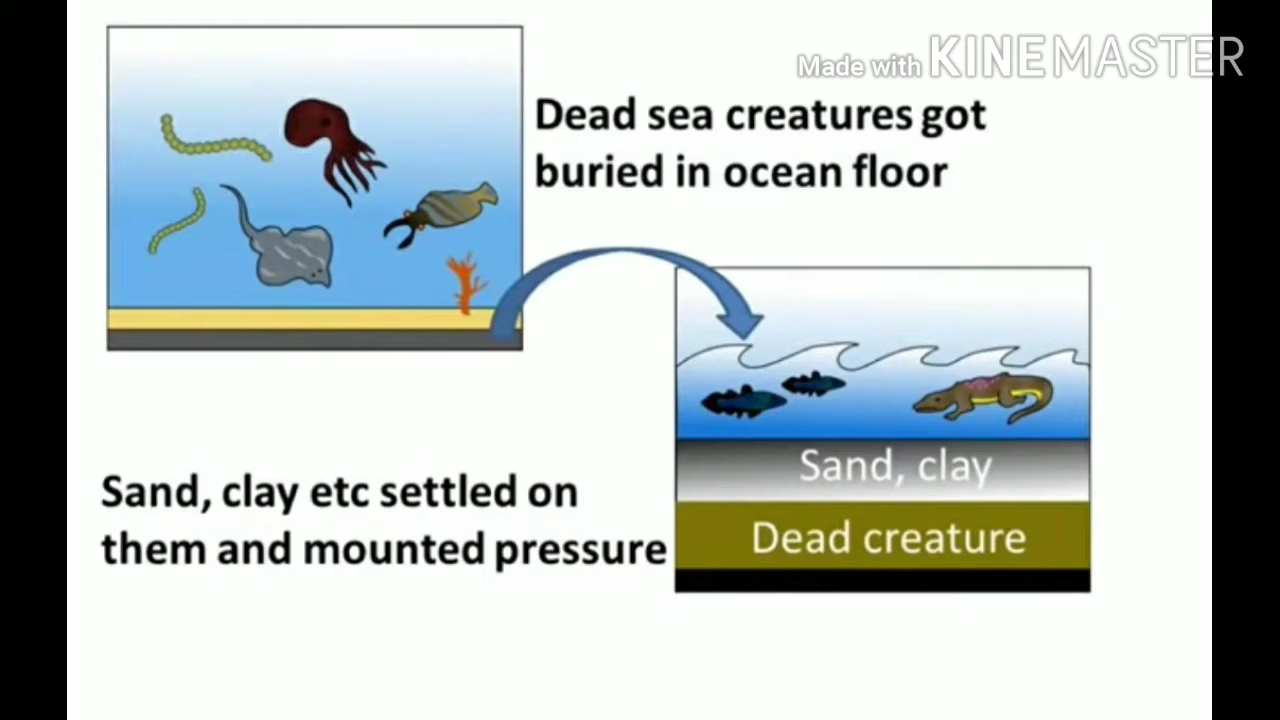 Made with KINEMASTER
Dead sea creatures got
buried in ocean floor
Sand, clay etc settled on
them and mounted pressure
Sand, clay
Dead creature